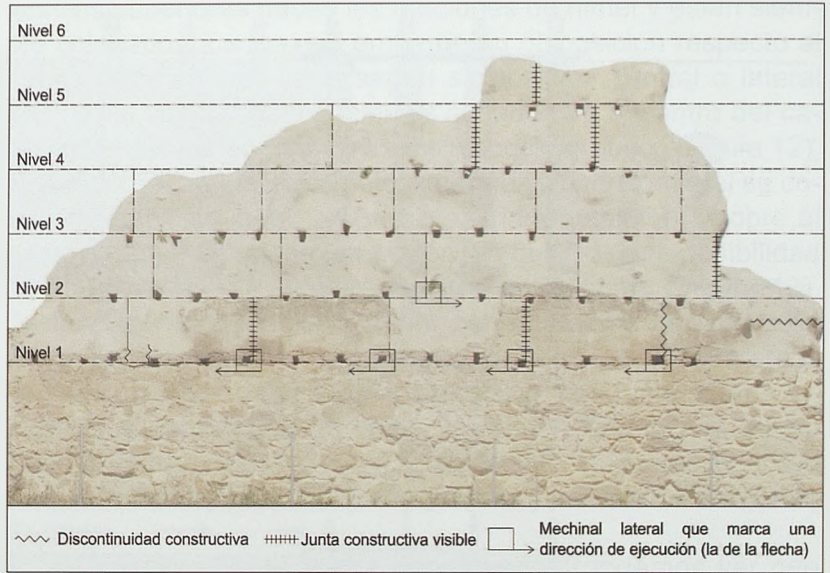 Nivel 6
Nivel 5
Nivel 4
Nivel 3
Nivel 2
Nivel 1
Discontinuidad constructiva
Junta constructiva visible
Mechinal lateral que marca una
dirección de ejecución (la de la flecha)